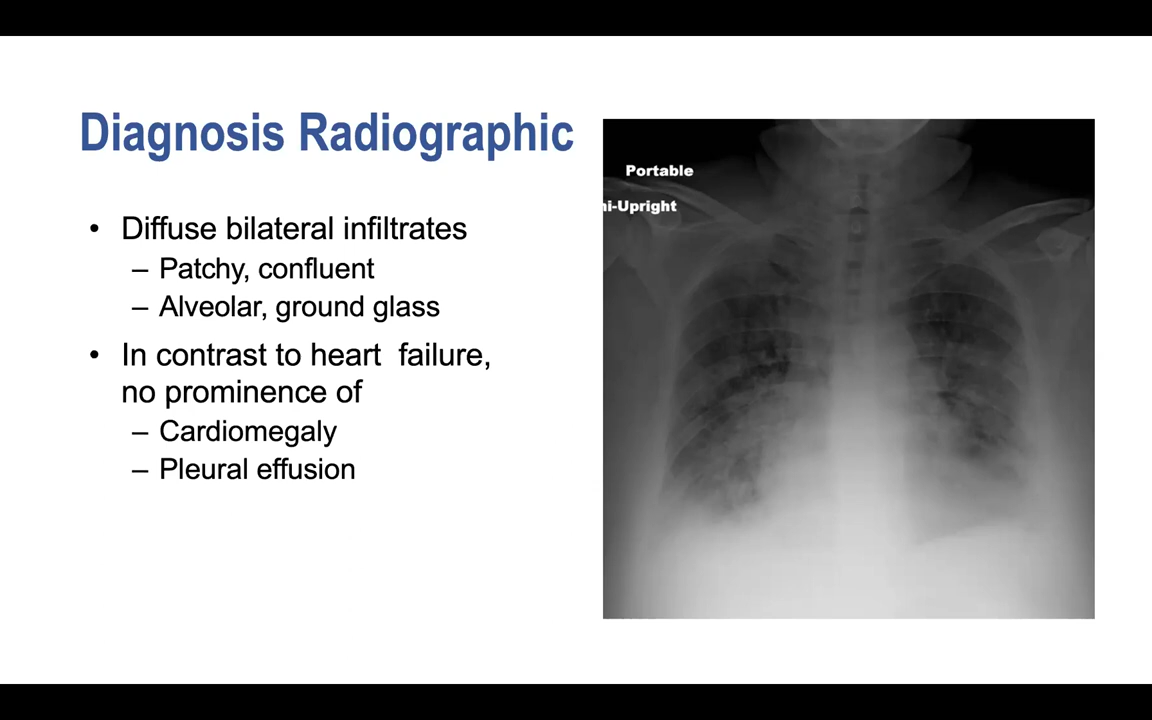 Diagnosis Radiographic
• Diffuse bilateral infiltrates
– Patchy, confluent
– Alveolar, ground glass
• In contrast to heart failure,
no prominence of
– Cardiomegaly
– Pleural effusion
Portable
ni-Upright